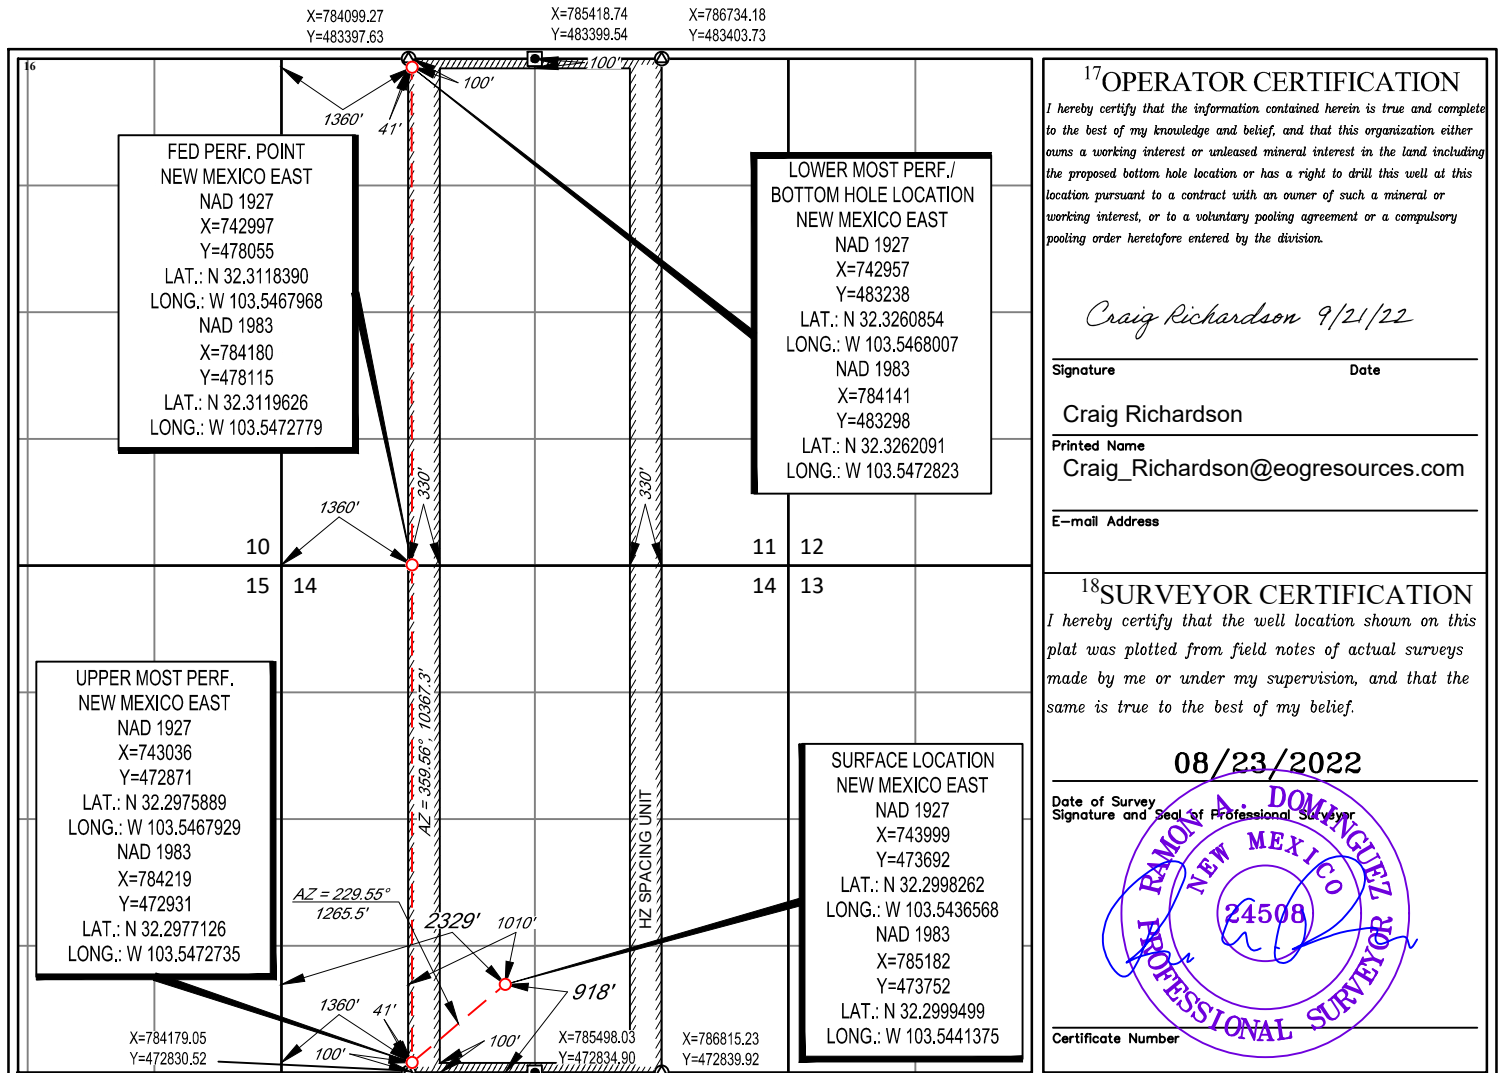 X=784099.27
Y=483397.63
X=785418.74
Y=483399.54
X=786734.18
Y=483403.73
16
100'
100'
1360'
41'
FED PERF. POINT
NEW MEXICO EAST
NAD 1927
X=742997
Y=478055
LAT.: N 32.3118390
LONG.: W 103.5467968
NAD 1983
X=784180
Y=478115
LAT.: N 32.3119626
LONG.: W 103.5472779
LOWER MOST PERF./
BOTTOM HOLE LOCATION
NEW MEXICO EAST
NAD 1927
X=742957
Y=483238
LAT.: N 32.3260854
LONG.: W 103.5468007
NAD 1983
X=784141
Y=483298
LAT.: N 32.3262091
LONG.: W 103.5472823
1360'
330'
330'
10
11
12
15
14
14
13
UPPER MOST PERF.
NEW MEXICO EAST
NAD 1927
X=743036
Y=472871
LAT.: N 32.2975889
LONG.: W 103.5467929
NAD 1983
X=784219
Y=472931
LAT.: N 32.2977126
LONG.: W 103.5472735
AZ = 359.56°, 10367.3'
HZ SPACING UNIT
SURFACE LOCATION
NEW MEXICO EAST
NAD 1927
X=743999
Y=473692
LAT.: N 32.2998262
LONG.: W 103.5436568
NAD 1983
X=785182
Y=473752
LAT.: N 32.2999499
LONG.: W 103.5441375
AZ = 229.55°
1265.5'
2329'
1010'
918'
1360'
41'
100'
100'
X=784179.05
Y=472830.52
X=785498.03
Y=472834.90
X=786815.23
Y=472839.92
17OPERATOR CERTIFICATION
I hereby certify that the information contained herein is true and complete
to the best of my knowledge and belief, and that this organization either
owns a working interest or unleased mineral interest in the land including
the proposed bottom hole location or has a right to drill this well at this
location pursuant to a contract with an owner of such a mineral or
working interest, or to a voluntary pooling agreement or a compulsory
pooling order heretofore entered by the division.
Craig Richardson 9/21/22
Signature Date
Craig Richardson
Printed Name
Craig_Richardson@eogresources.com
E-mail Address
18SURVEYOR CERTIFICATION
I hereby certify that the well location shown on this
plat was plotted from field notes of actual surveys
made by me or under my supervision, and that the
same is true to the best of my belief.
08/23/2022
Date of Survey
Signature and Seal of Professional Surveyor
RAMON A. DOMINGUEZ
NEW MEXICO
24508
PROFESSIONAL SURVEYOR
Certificate Number